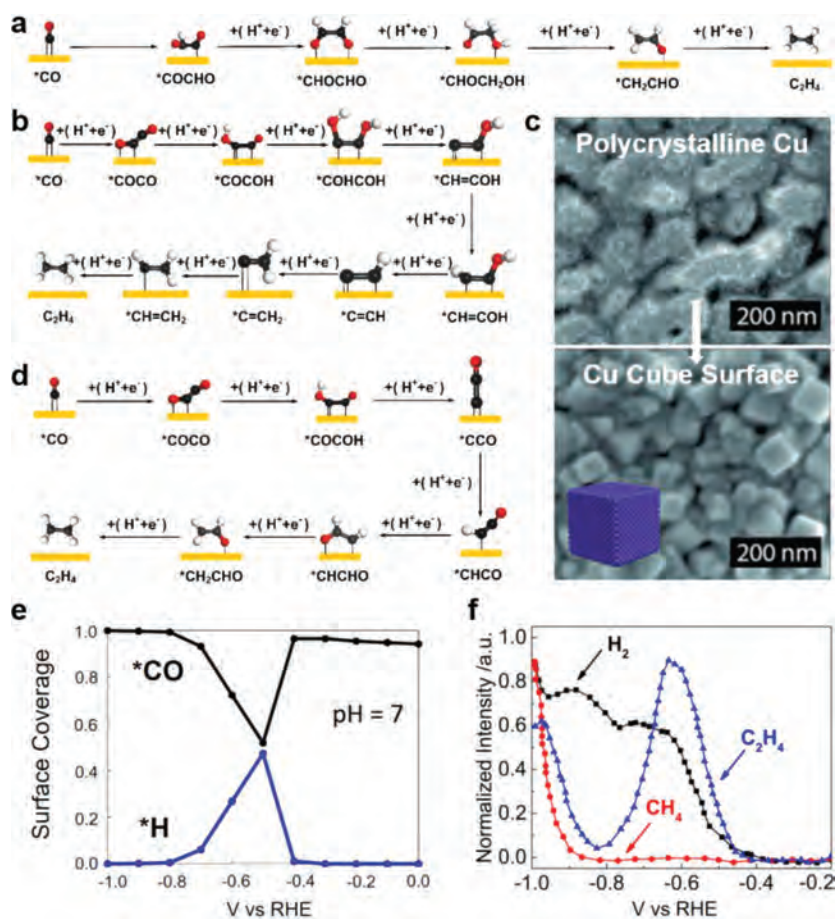 a
+( H⁺+e⁻) +( H⁺+e⁻) +( H⁺+e⁻) +( H⁺+e⁻)
*CO *COCHO *CHOCHO *CHOCH₂OH *CH₂CHO C₂H₄
b
+( H⁺+e⁻) +( H⁺+e⁻) +( H⁺+e⁻) +( H⁺+e⁻)
*CO *COCO *COCOH *COHCOH *CH=COH
+( H⁺+e⁻)
+( H⁺+e⁻) +( H⁺+e⁻) +( H⁺+e⁻) +( H⁺+e⁻)
C₂H₄ *CH=CH₂ *C=CH₂ *C=CH *CH=COH
c
Polycrystalline Cu
200 nm
Cu Cube Surface
200 nm
d
+( H⁺+e⁻) +( H⁺+e⁻) +( H⁺+e⁻)
*CO *COCO *COCOH *CCO
+( H⁺+e⁻)
+( H⁺+e⁻) +( H⁺+e⁻) +( H⁺+e⁻)
C₂H₄ *CH₂CHO *CHCHO *CHCO
e
Surface Coverage
1.0
0.8
0.6
0.4
0.2
0.0
*CO
pH = 7
*H
-1.0 -0.8 -0.6 -0.4 -0.2 0.0
V vs RHE
f
Normalized Intensity /a.u.
1.0
0.8
0.6
0.4
0.2
0.0
H₂
C₂H₄
CH₄
-1.0 -0.8 -0.6 -0.4 -0.2
V vs RHE